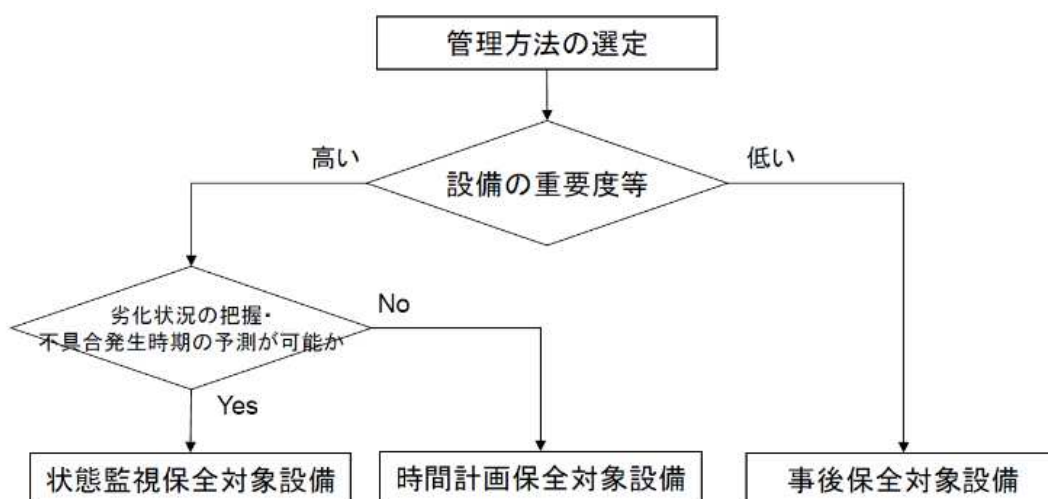 管理方法の選定
高い
低い
設備の重要度等
劣化状況の把握・
不具合発生時期の予測が可能か
No
Yes
状態監視保全対象設備
時間計画保全対象設備
事後保全対象設備